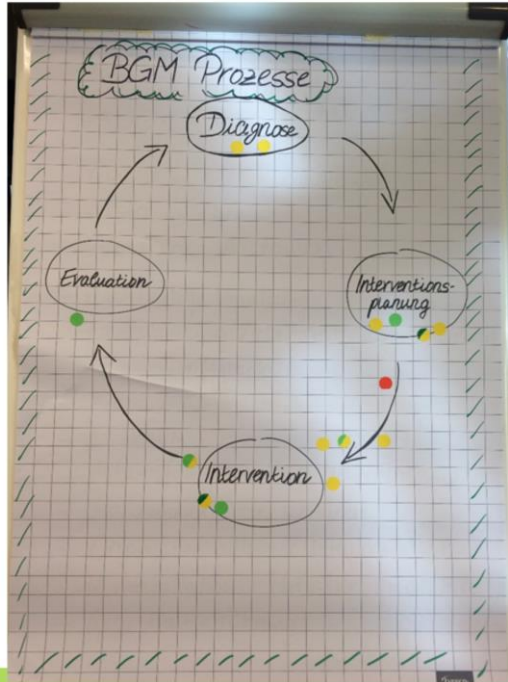 BGM Prozesse
Diagnose
Interventions-
planung
Intervention
Evaluation